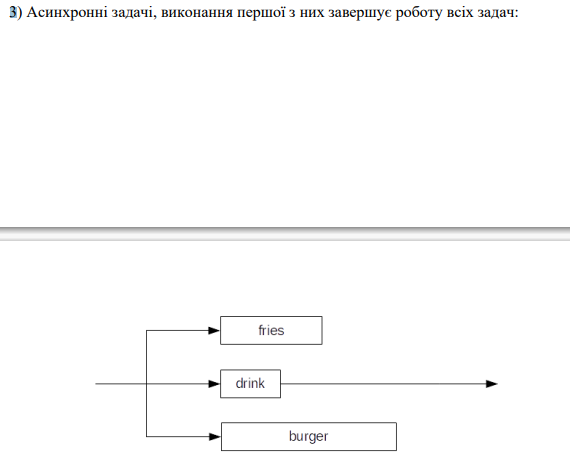 3) Асинхронні задачі, виконання першої з них завершує роботу всіх задач:
fries
drink
burger